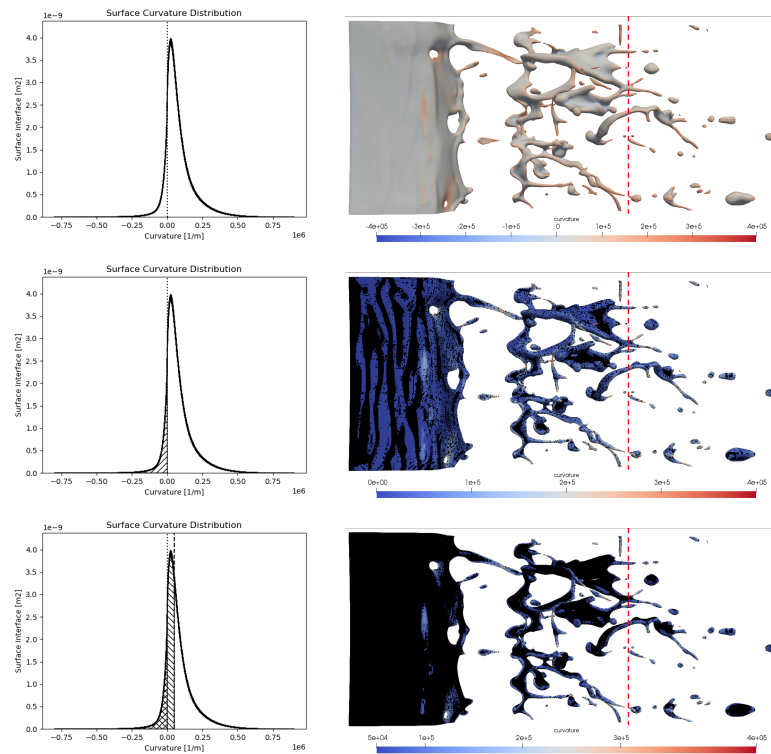 Surface Curvature Distribution
1e−9
4.0
3.5
3.0
2.5
2.0
1.5
1.0
0.5
0.0
Surface Interface [m2]
−0.75 −0.50 −0.25 0.00 0.25 0.50 0.75
Curvature [1/m]
1e6
curvature
-4e+05 -3e+5 -2e+5 -1e+5 0 1e+5 2e+5 3e+5 4e+05
Surface Curvature Distribution
1e−9
4.0
3.5
3.0
2.5
2.0
1.5
1.0
0.5
0.0
Surface Interface [m2]
−0.75 −0.50 −0.25 0.00 0.25 0.50 0.75
Curvature [1/m]
1e6
curvature
0e+00 1e+5 2e+5 3e+5 4e+05
Surface Curvature Distribution
1e−9
4.0
3.5
3.0
2.5
2.0
1.5
1.0
0.5
0.0
Surface Interface [m2]
−0.75 −0.50 −0.25 0.00 0.25 0.50 0.75
Curvature [1/m]
1e6
curvature
5e+04 1e+5 2e+5 3e+5 4e+05